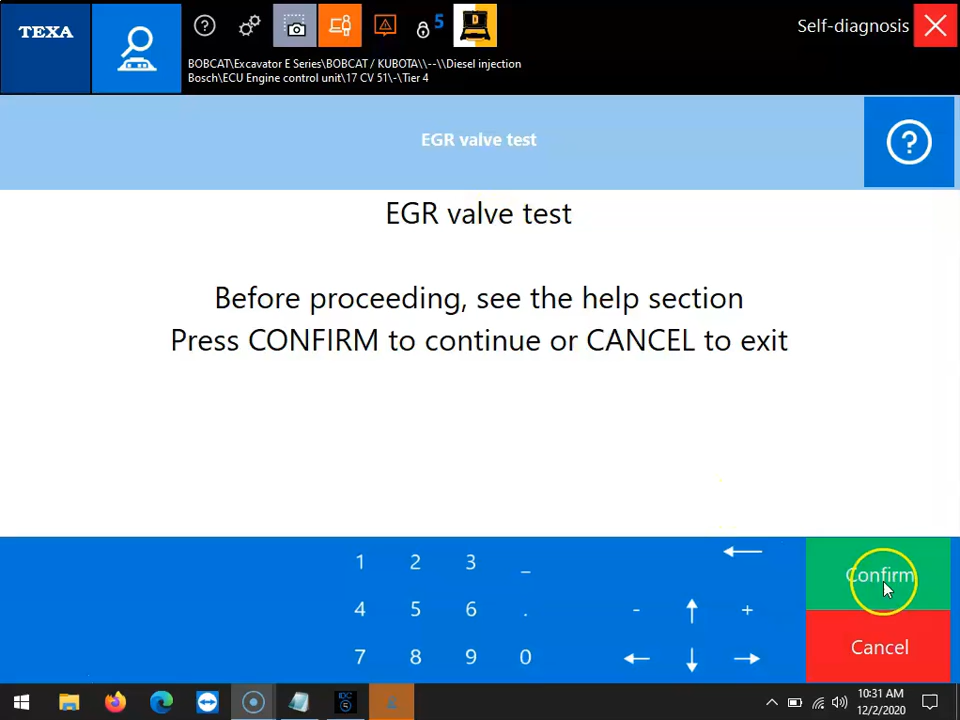 TEXA
5
Self-diagnosis
BOBCAT\Excavator E Series\BOBCAT / KUBOTA\\--\\Diesel injection
Bosch\ECU Engine control unit\17 CV 51\-\Tier 4
EGR valve test
EGR valve test
Before proceeding, see the help section
Press CONFIRM to continue or CANCEL to exit
1 2 3 _
Confirm
4 5 6 . - +
7 8 9 0
Cancel
IDC
5
10:31 AM
12/2/2020